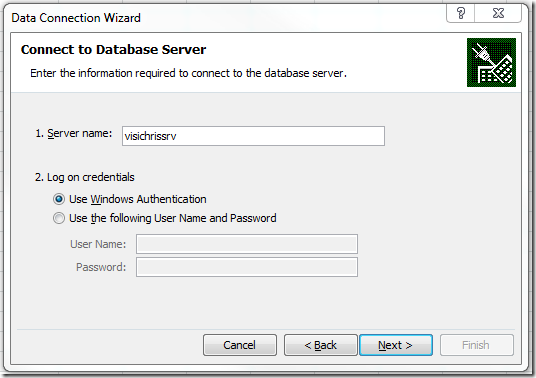 Data Connection Wizard
Connect to Database Server
Enter the information required to connect to the database server.
1. Server name: visichrissrv
2. Log on credentials
Use Windows Authentication
Use the following User Name and Password
User Name:
Password:
Cancel < Back Next > Finish